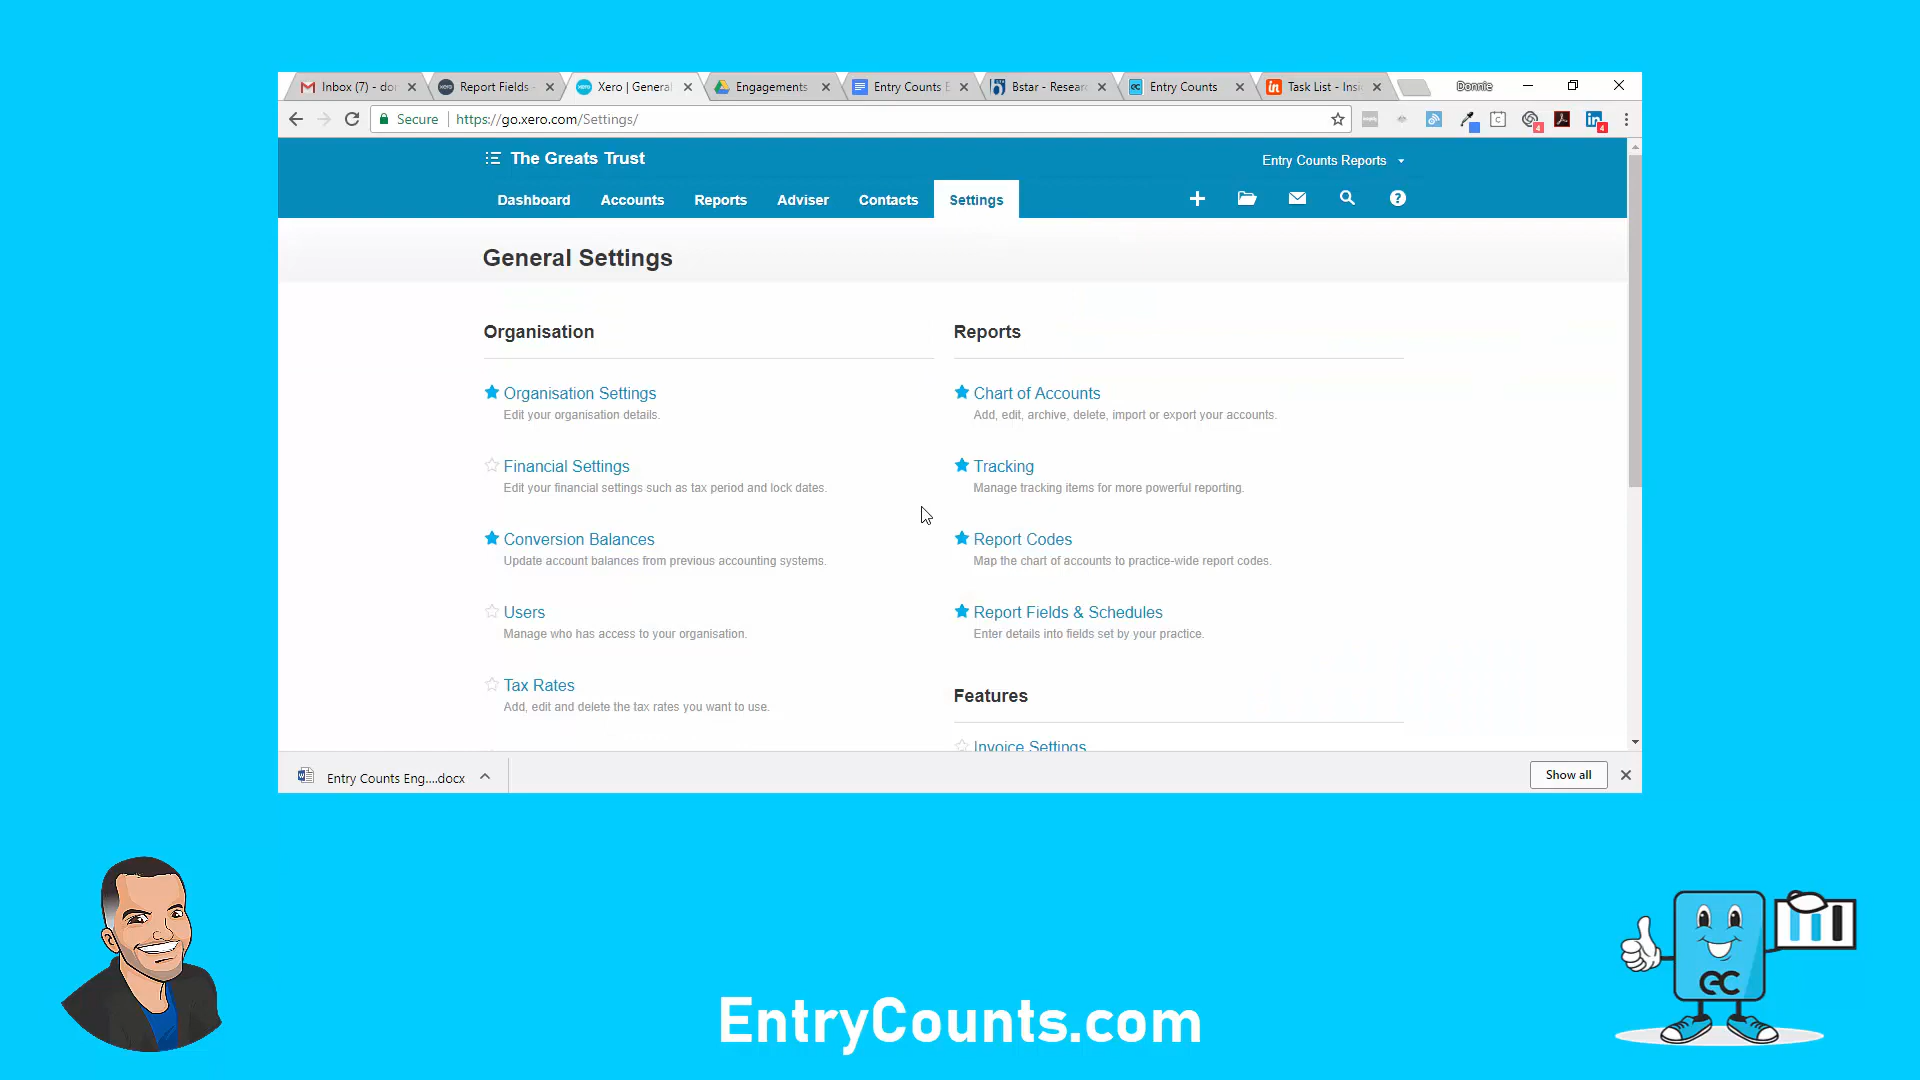 Inbox (7) - do
Report Fields -
Xero | General
Engagements
Entry Counts E
Bstar - Resear
Entry Counts
Task List - Insi
Donnie
Secure
https://go.xero.com/Settings/
The Greats Trust
Entry Counts Reports
Dashboard
Accounts
Reports
Adviser
Contacts
Settings
General Settings
Organisation
Organisation Settings
Edit your organisation details.
Financial Settings
Edit your financial settings such as tax period and lock dates.
Conversion Balances
Update account balances from previous accounting systems.
Users
Manage who has access to your organisation.
Tax Rates
Add, edit and delete the tax rates you want to use.
Reports
Chart of Accounts
Add, edit, archive, delete, import or export your accounts.
Tracking
Manage tracking items for more powerful reporting.
Report Codes
Map the chart of accounts to practice-wide report codes.
Report Fields & Schedules
Enter details into fields set by your practice.
Features
Invoice Settings
Entry Counts Eng....docx
Show all
ec
EntryCounts.com